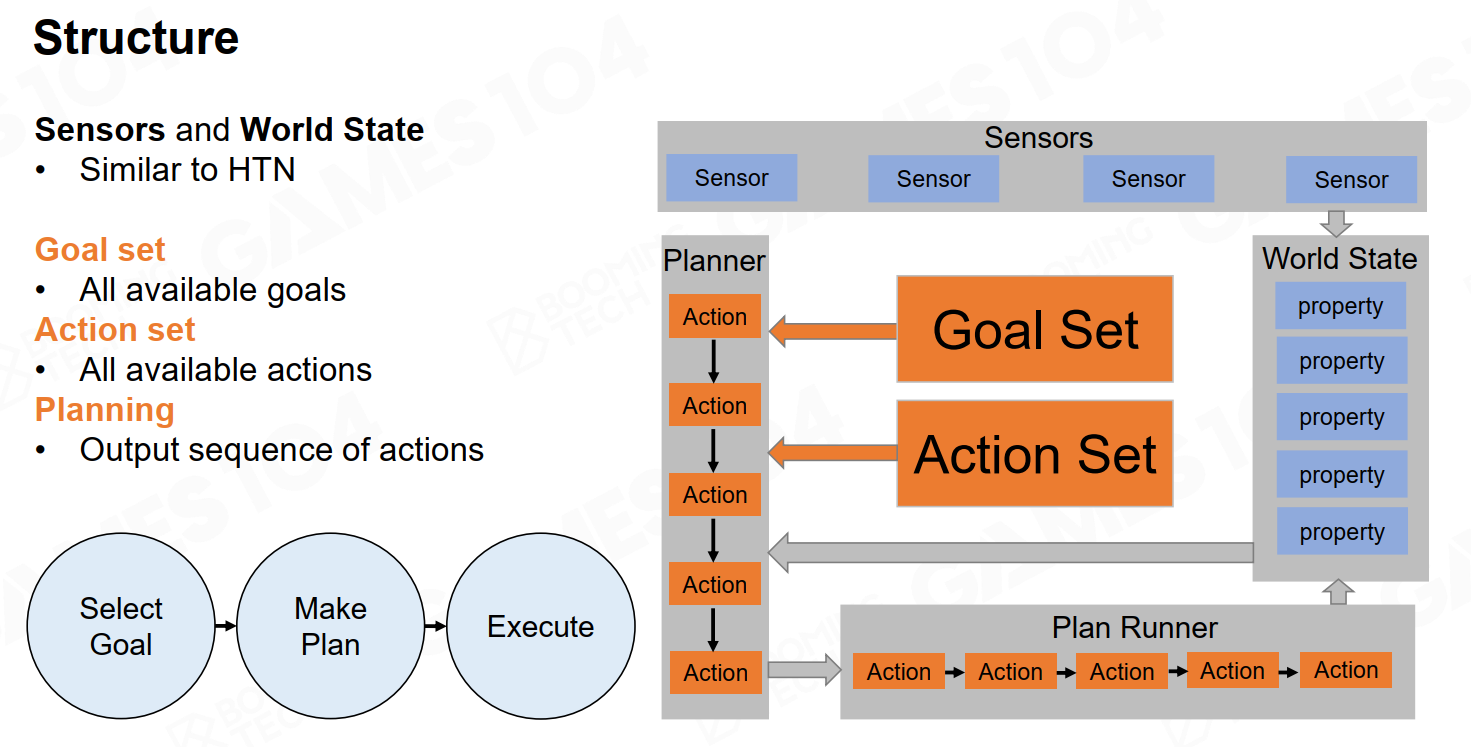 Structure
Sensors and World State
• Similar to HTN
Goal set
• All available goals
Action set
• All available actions
Planning
• Output sequence of actions
Select
Goal
Make
Plan
Execute
Sensors
Sensor
Sensor
Sensor
Sensor
Planner
Action
Action
Action
Action
Action
Goal Set
Action Set
World State
property
property
property
property
property
Plan Runner
Action
Action
Action
Action
Action
GAMES104
BOOMING
TECH